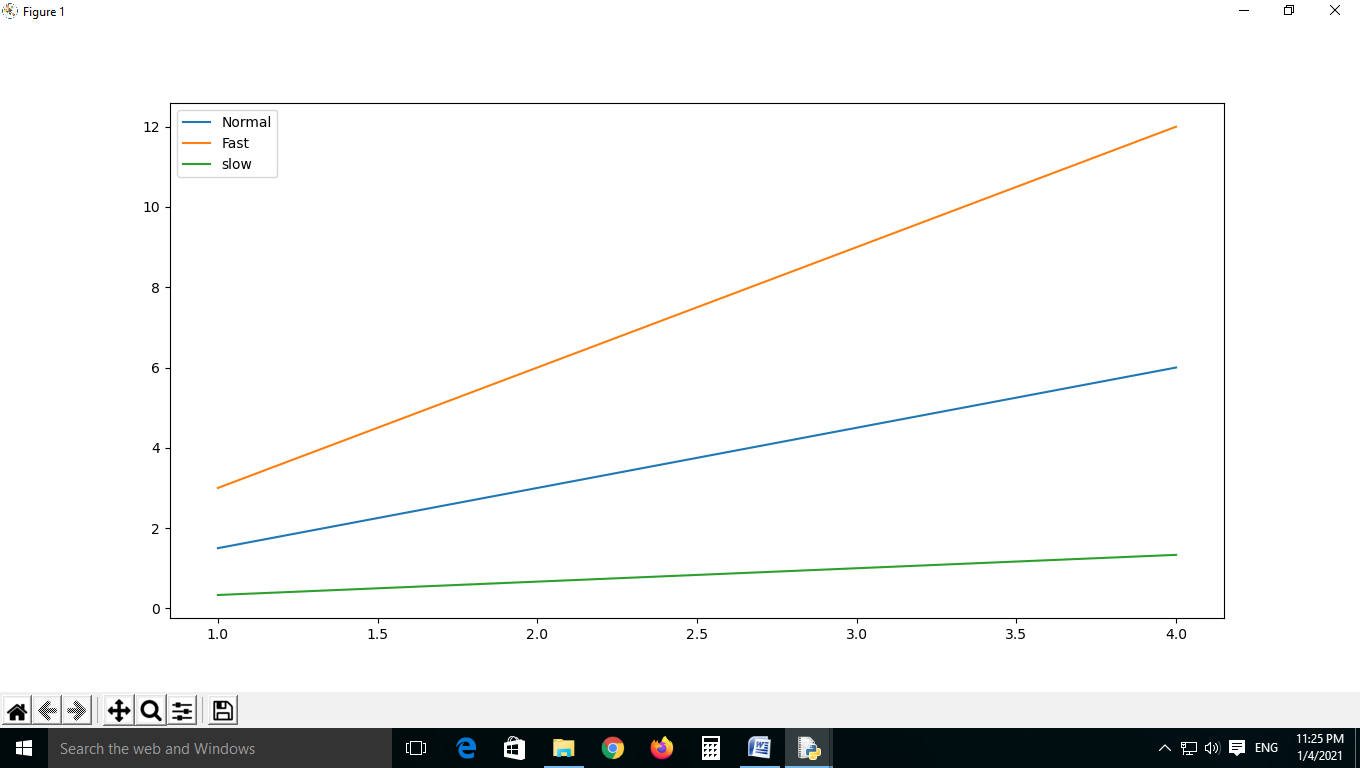 Figure 1
Normal
Fast
slow
12
10
8
6
4
2
0
1.0 1.5 2.0 2.5 3.0 3.5 4.0
Search the web and Windows
ENG
11:25 PM
1/4/2021